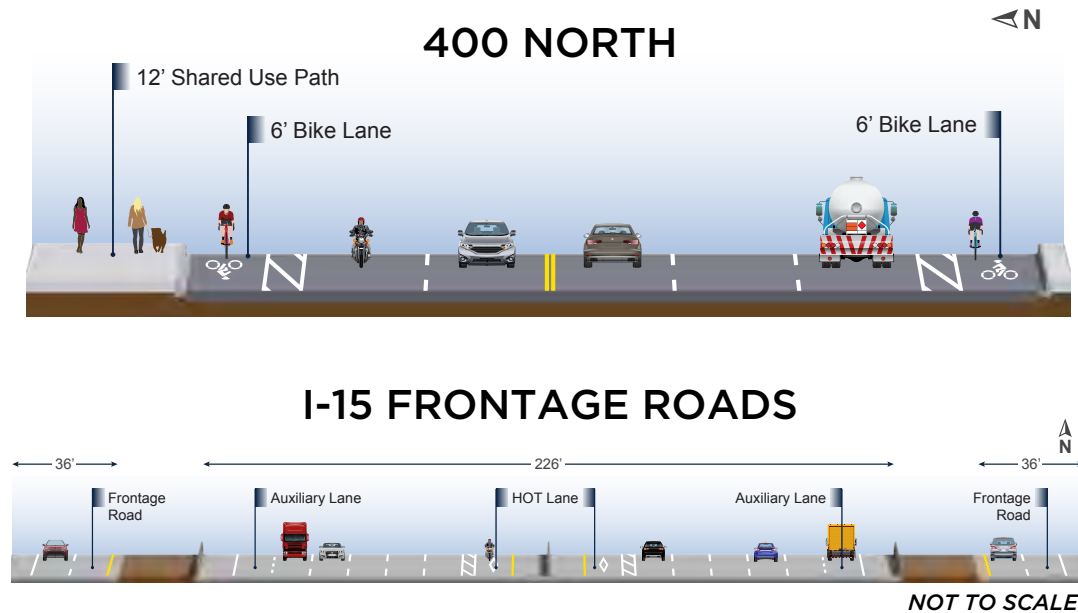 N
400 NORTH
12’ Shared Use Path
6’ Bike Lane
6’ Bike Lane
I-15 FRONTAGE ROADS
N
36’
226’
36’
Frontage
Road
Auxiliary Lane
HOT Lane
Auxiliary Lane
Frontage
Road
NOT TO SCALE